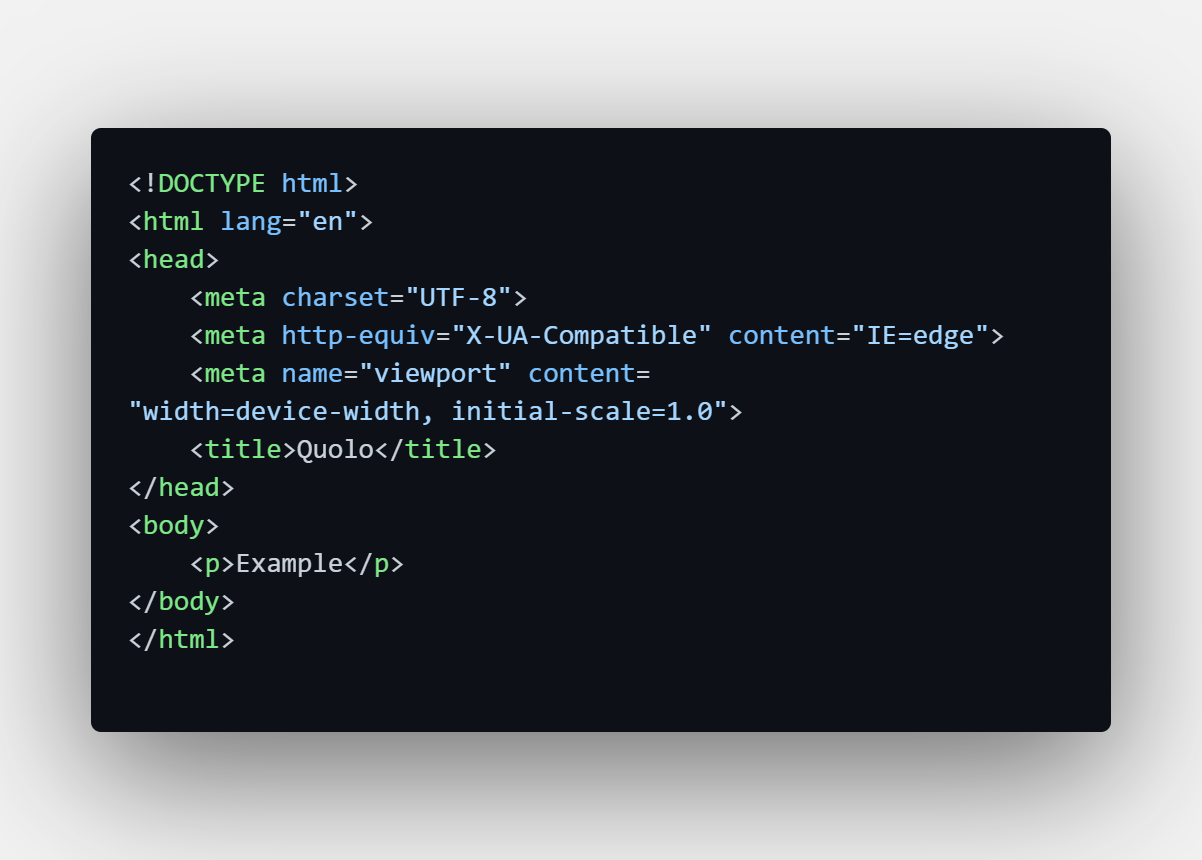 <!DOCTYPE html>
<html lang="en">
<head>
    <meta charset="UTF-8">
    <meta http-equiv="X-UA-Compatible" content="IE=edge">
    <meta name="viewport" content=
"width=device-width, initial-scale=1.0">
    <title>Quolo</title>
</head>
<body>
    <p>Example</p>
</body>
</html>